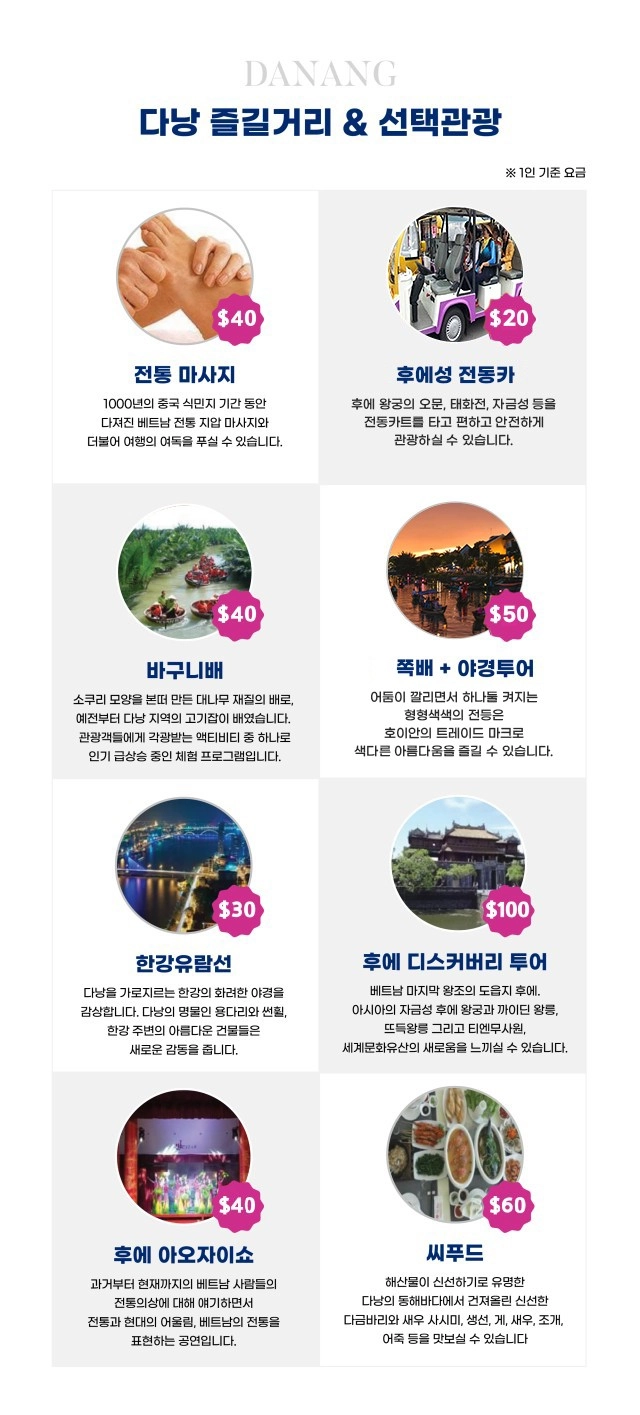 DANANG
다낭 즐길거리 & 선택관광
※ 1인 기준 요금
$40
전통 마사지
1000년의 중국 식민지 기간 동안
다져진 베트남 전통 지압 마사지와
더불어 여행의 여독을 푸실 수 있습니다.
$20
후에성 전동카
후에 왕궁의 오문, 태화전, 자금성 등을
전동카트를 타고 편하고 안전하게
관광하실 수 있습니다.
$40
바구니배
소쿠리 모양을 본떠 만든 대나무 재질의 배로,
예전부터 다낭 지역의 고기잡이 배였습니다.
관광객들에게 각광받는 액티비티 중 하나로
인기 급상승 중인 체험 프로그램입니다.
$50
쪽배 + 야경투어
어둠이 깔리면서 하나둘 켜지는
형형색색의 전등은
호이안의 트레이드 마크로
색다른 아름다움을 즐길 수 있습니다.
$30
한강유람선
다낭을 가로지르는 한강의 화려한 야경을
감상합니다. 다낭의 명물인 용다리와 썬휠,
한강 주변의 아름다운 건물들은
새로운 감동을 줍니다.
$100
후에 디스커버리 투어
베트남 마지막 왕조의 도읍지 후에.
아시아의 자금성 후에 왕궁과 까이딘 왕릉,
뜨득왕릉 그리고 티엔무사원,
세계문화유산의 새로움을 느끼실 수 있습니다.
$40
후에 아오자이쇼
과거부터 현재까지의 베트남 사람들의
전통의상에 대해 얘기하면서
전통과 현대의 어울림, 베트남의 전통을
표현하는 공연입니다.
$60
씨푸드
해산물이 신선하기로 유명한
다낭의 동해바다에서 건져올린 신선한
다금바리와 새우 사시미, 생선, 게, 새우, 조개,
어죽 등을 맛보실 수 있습니다